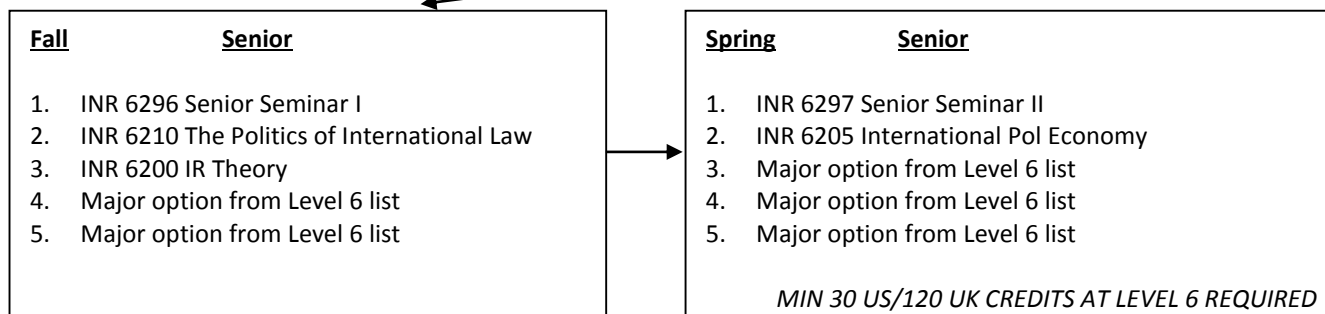 Fall Senior
1. INR 6296 Senior Seminar I
2. INR 6210 The Politics of International Law
3. INR 6200 IR Theory
4. Major option from Level 6 list
5. Major option from Level 6 list
Spring Senior
1. INR 6297 Senior Seminar II
2. INR 6205 International Pol Economy
3. Major option from Level 6 list
4. Major option from Level 6 list
5. Major option from Level 6 list
MIN 30 US/120 UK CREDITS AT LEVEL 6 REQUIRED